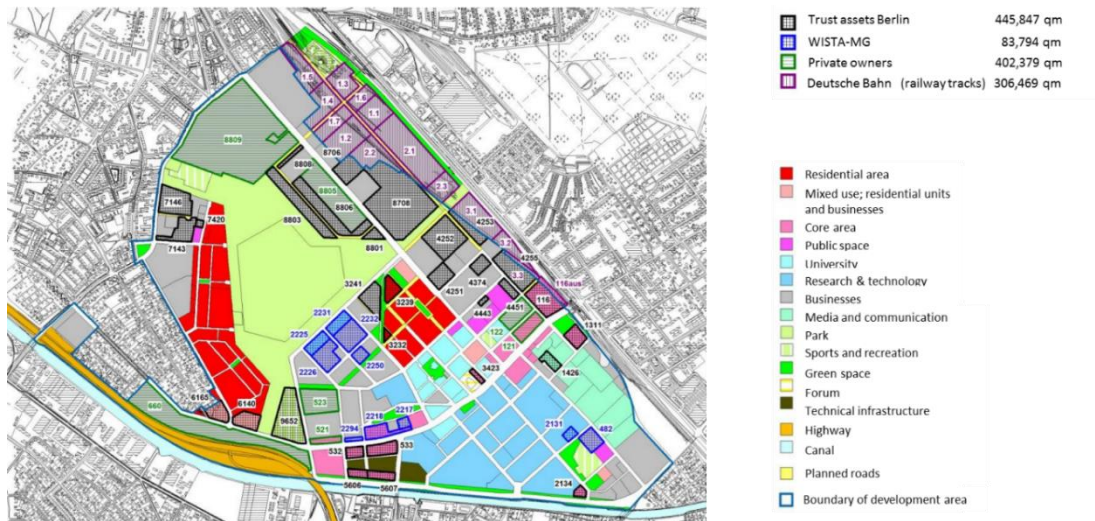 Trust assets Berlin 445,847 qm
WISTA-MG 83,794 qm
Private owners 402,379 qm
Deutsche Bahn (railway tracks) 306,469 qm
Residential area
Mixed use; residential units
and businesses
Core area
Public space
University
Research & technology
Businesses
Media and communication
Park
Sports and recreation
Green space
Forum
Technical infrastructure
Highway
Canal
Planned roads
Boundary of development area
1.5
1.3
1.4
1.6
1.1
1.7
1.2
2.2
2.1
8809
8706
8808
8805
2.3
7146
8806
8708
3.1
7420
8803
4253
4252
3.2
7143
8801
4255
3.3
3241
4251
4374
116aus
3239
116
2231
4451
2232
4443
1311
2225
122
3232
121
2226
2250
3423
1426
6165
660
6140
523
2217
9652
2218
2131
482
521
2294
532
533
2134
5606
5607